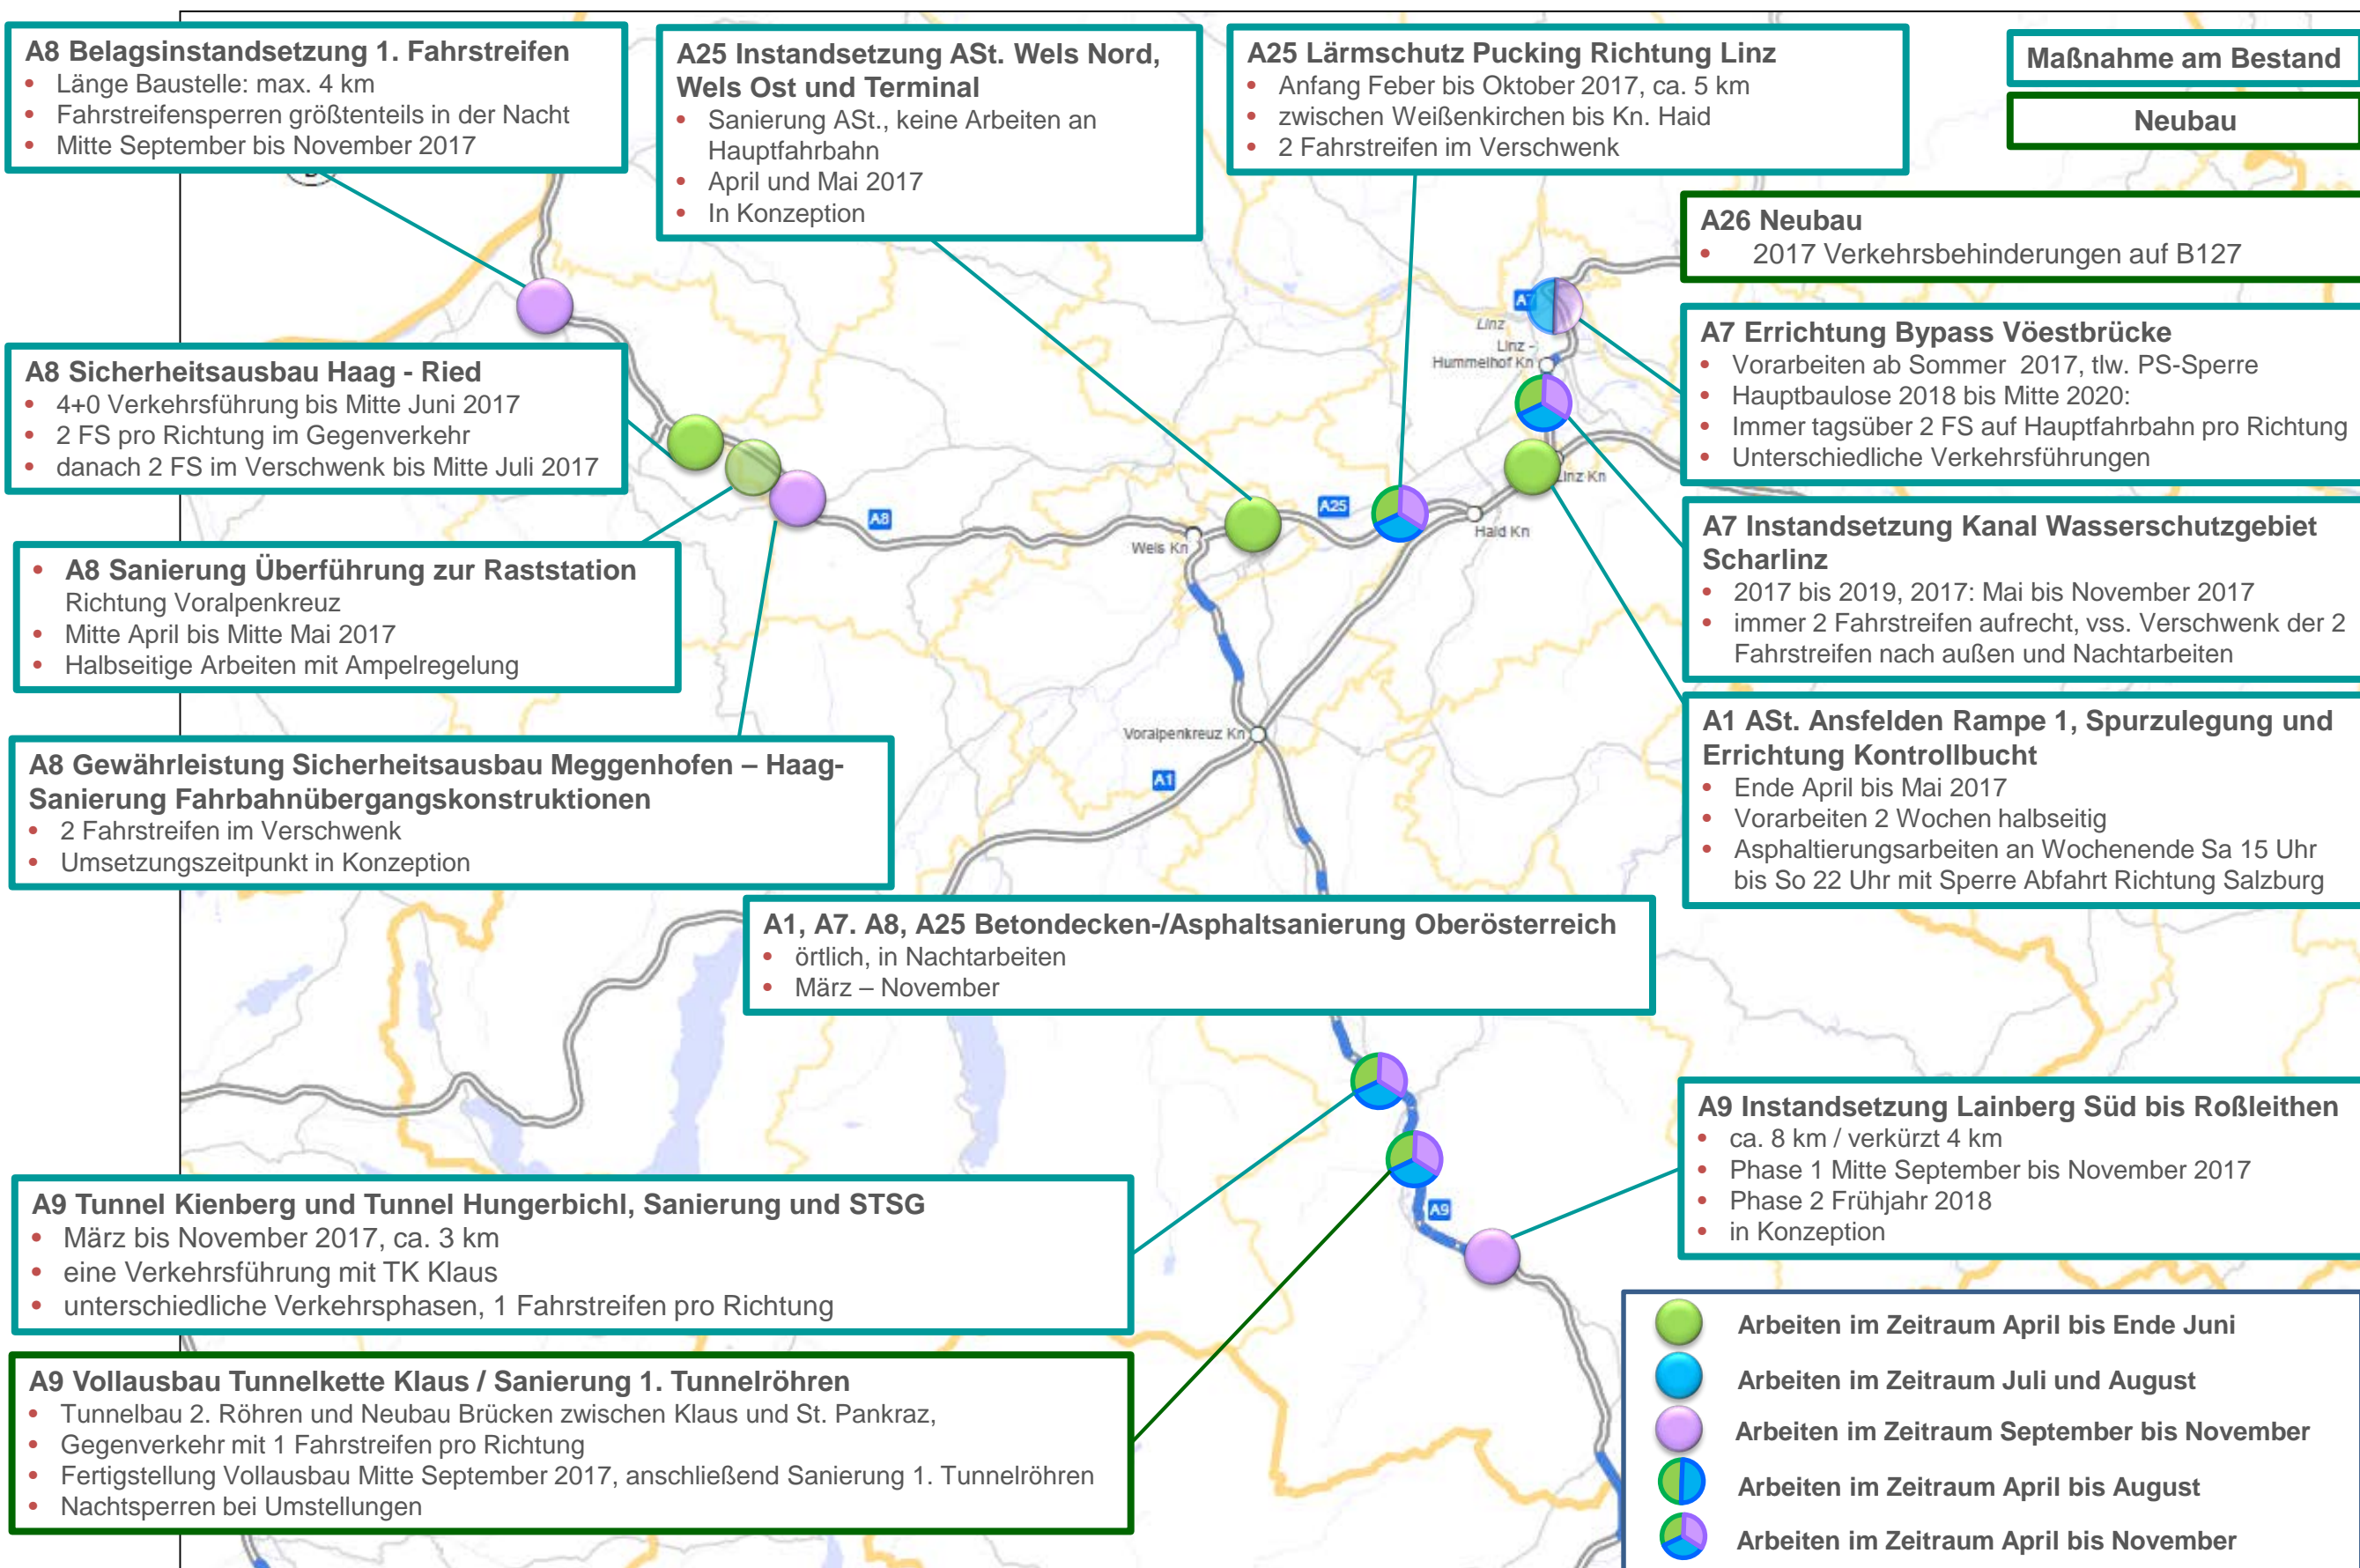 A8 Belagsinstandsetzung 1. Fahrstreifen
• Länge Baustelle: max. 4 km
• Fahrstreifensperren größtenteils in der Nacht
• Mitte September bis November 2017
A25 Instandsetzung ASt. Wels Nord,
Wels Ost und Terminal
• Sanierung ASt., keine Arbeiten an
Hauptfahrbahn
• April und Mai 2017
• In Konzeption
A25 Lärmschutz Pucking Richtung Linz
• Anfang Feber bis Oktober 2017, ca. 5 km
• zwischen Weißenkirchen bis Kn. Haid
• 2 Fahrstreifen im Verschwenk
Maßnahme am Bestand
Neubau
A26 Neubau
• 2017 Verkehrsbehinderungen auf B127
A8 Sicherheitsausbau Haag - Ried
• 4+0 Verkehrsführung bis Mitte Juni 2017
• 2 FS pro Richtung im Gegenverkehr
• danach 2 FS im Verschwenk bis Mitte Juli 2017
A7 Errichtung Bypass Vöestbrücke
• Vorarbeiten ab Sommer 2017, tlw. PS-Sperre
• Hauptbaulose 2018 bis Mitte 2020:
• Immer tagsüber 2 FS auf Hauptfahrbahn pro Richtung
• Unterschiedliche Verkehrsführungen
A7
Linz
Linz -
Hummelhof Kn
Linz Kn
A25
Haid Kn
A8
Wels Kn
Voralpenkreuz Kn
A1
A7 Instandsetzung Kanal Wasserschutzgebiet
Scharlinz
• 2017 bis 2019, 2017: Mai bis November 2017
• immer 2 Fahrstreifen aufrecht, vss. Verschwenk der 2
Fahrstreifen nach außen und Nachtarbeiten
• A8 Sanierung Überführung zur Raststation
Richtung Voralpenkreuz
• Mitte April bis Mitte Mai 2017
• Halbseitige Arbeiten mit Ampelregelung
A1 ASt. Ansfelden Rampe 1, Spurzulegung und
Errichtung Kontrollbucht
• Ende April bis Mai 2017
• Vorarbeiten 2 Wochen halbseitig
• Asphaltierungsarbeiten an Wochenende Sa 15 Uhr
bis So 22 Uhr mit Sperre Abfahrt Richtung Salzburg
A8 Gewährleistung Sicherheitsausbau Meggenhofen – Haag-
Sanierung Fahrbahnübergangskonstruktionen
• 2 Fahrstreifen im Verschwenk
• Umsetzungszeitpunkt in Konzeption
A1, A7. A8, A25 Betondecken-/Asphaltsanierung Oberösterreich
• örtlich, in Nachtarbeiten
• März – November
A9 Instandsetzung Lainberg Süd bis Roßleithen
• ca. 8 km / verkürzt 4 km
• Phase 1 Mitte September bis November 2017
• Phase 2 Frühjahr 2018
• in Konzeption
A9
A9 Tunnel Kienberg und Tunnel Hungerbichl, Sanierung und STSG
• März bis November 2017, ca. 3 km
• eine Verkehrsführung mit TK Klaus
• unterschiedliche Verkehrsphasen, 1 Fahrstreifen pro Richtung
A9 Vollausbau Tunnelkette Klaus / Sanierung 1. Tunnelröhren
• Tunnelbau 2. Röhren und Neubau Brücken zwischen Klaus und St. Pankraz,
• Gegenverkehr mit 1 Fahrstreifen pro Richtung
• Fertigstellung Vollausbau Mitte September 2017, anschließend Sanierung 1. Tunnelröhren
• Nachtsperren bei Umstellungen
Arbeiten im Zeitraum April bis Ende Juni
Arbeiten im Zeitraum Juli und August
Arbeiten im Zeitraum September bis November
Arbeiten im Zeitraum April bis August
Arbeiten im Zeitraum April bis November